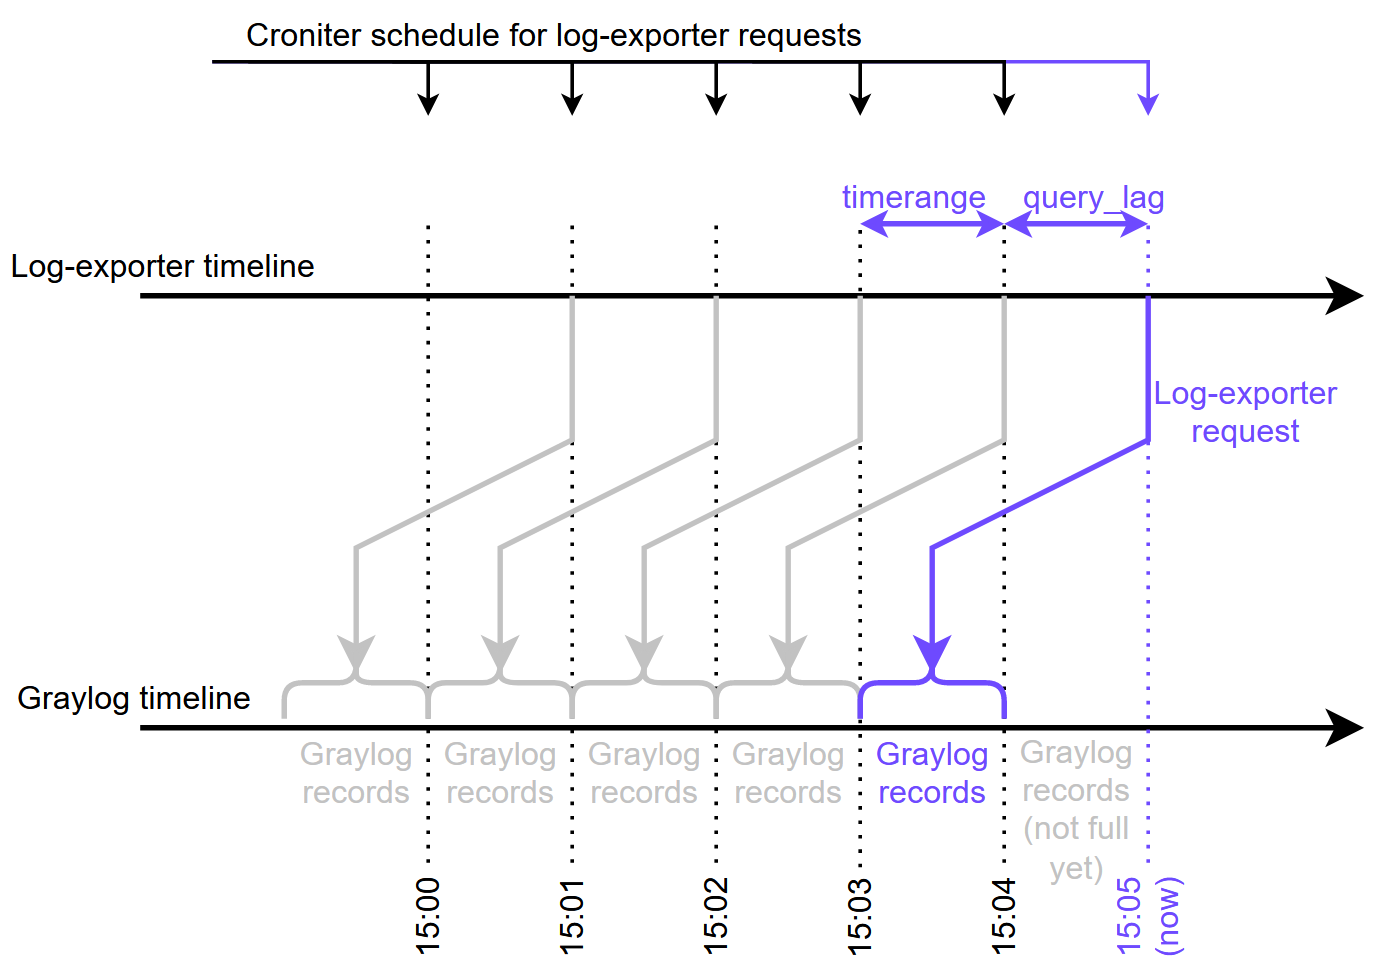 Croniter schedule for log-exporter requests
timerange
query_lag
Log-exporter timeline
Log-exporter
request
Graylog timeline
Graylog
records
Graylog
records
Graylog
records
Graylog
records
Graylog
records
Graylog
records
(not full
yet)
15:00
15:01
15:02
15:03
15:04
15:05
(now)